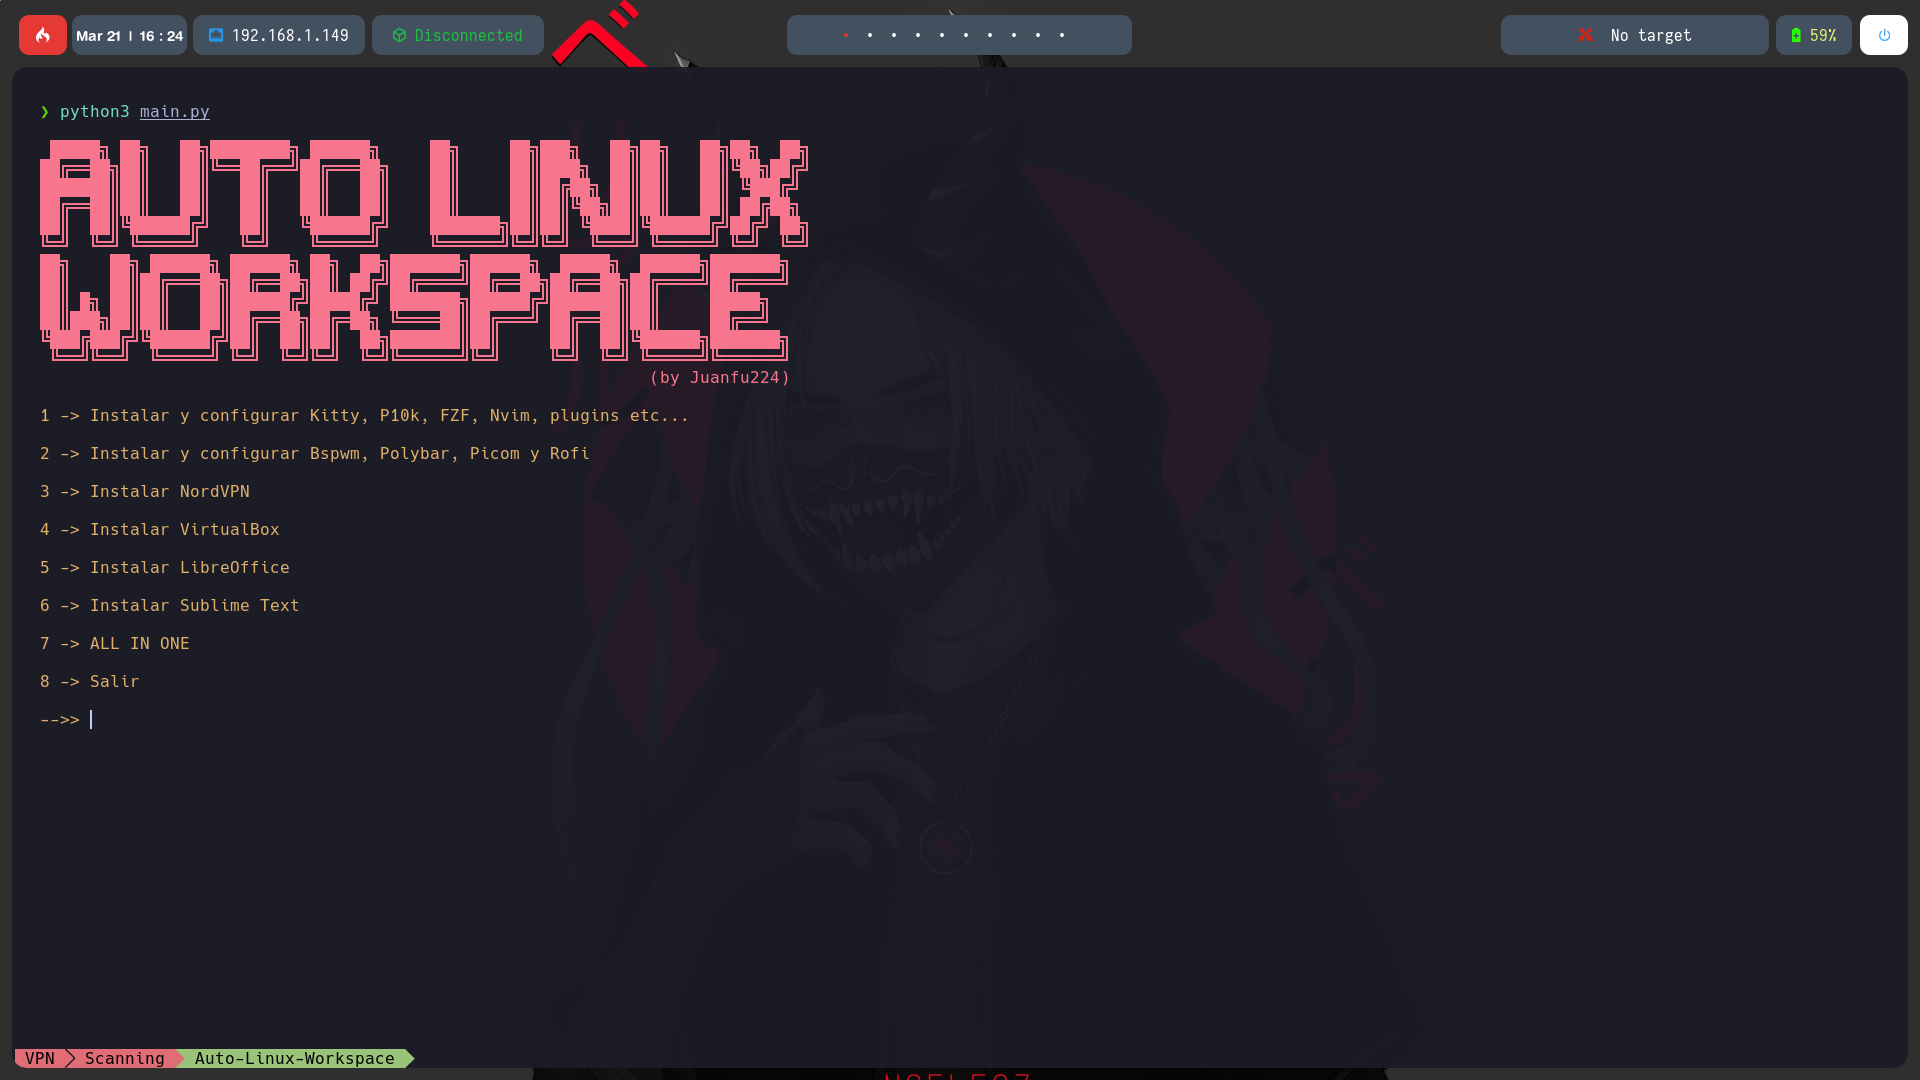 Mar 21 | 16 : 24
192.168.1.149
Disconnected
No target
59%
❯ python3 main.py
AUTO LINUX
WORKSPACE
(by Juanfu224)
1 -> Instalar y configurar Kitty, P10k, FZF, Nvim, plugins etc...
2 -> Instalar y configurar Bspwm, Polybar, Picom y Rofi
3 -> Instalar NordVPN
4 -> Instalar VirtualBox
5 -> Instalar LibreOffice
6 -> Instalar Sublime Text
7 -> ALL IN ONE
8 -> Salir
-->>
VPN
Scanning
Auto-Linux-Workspace